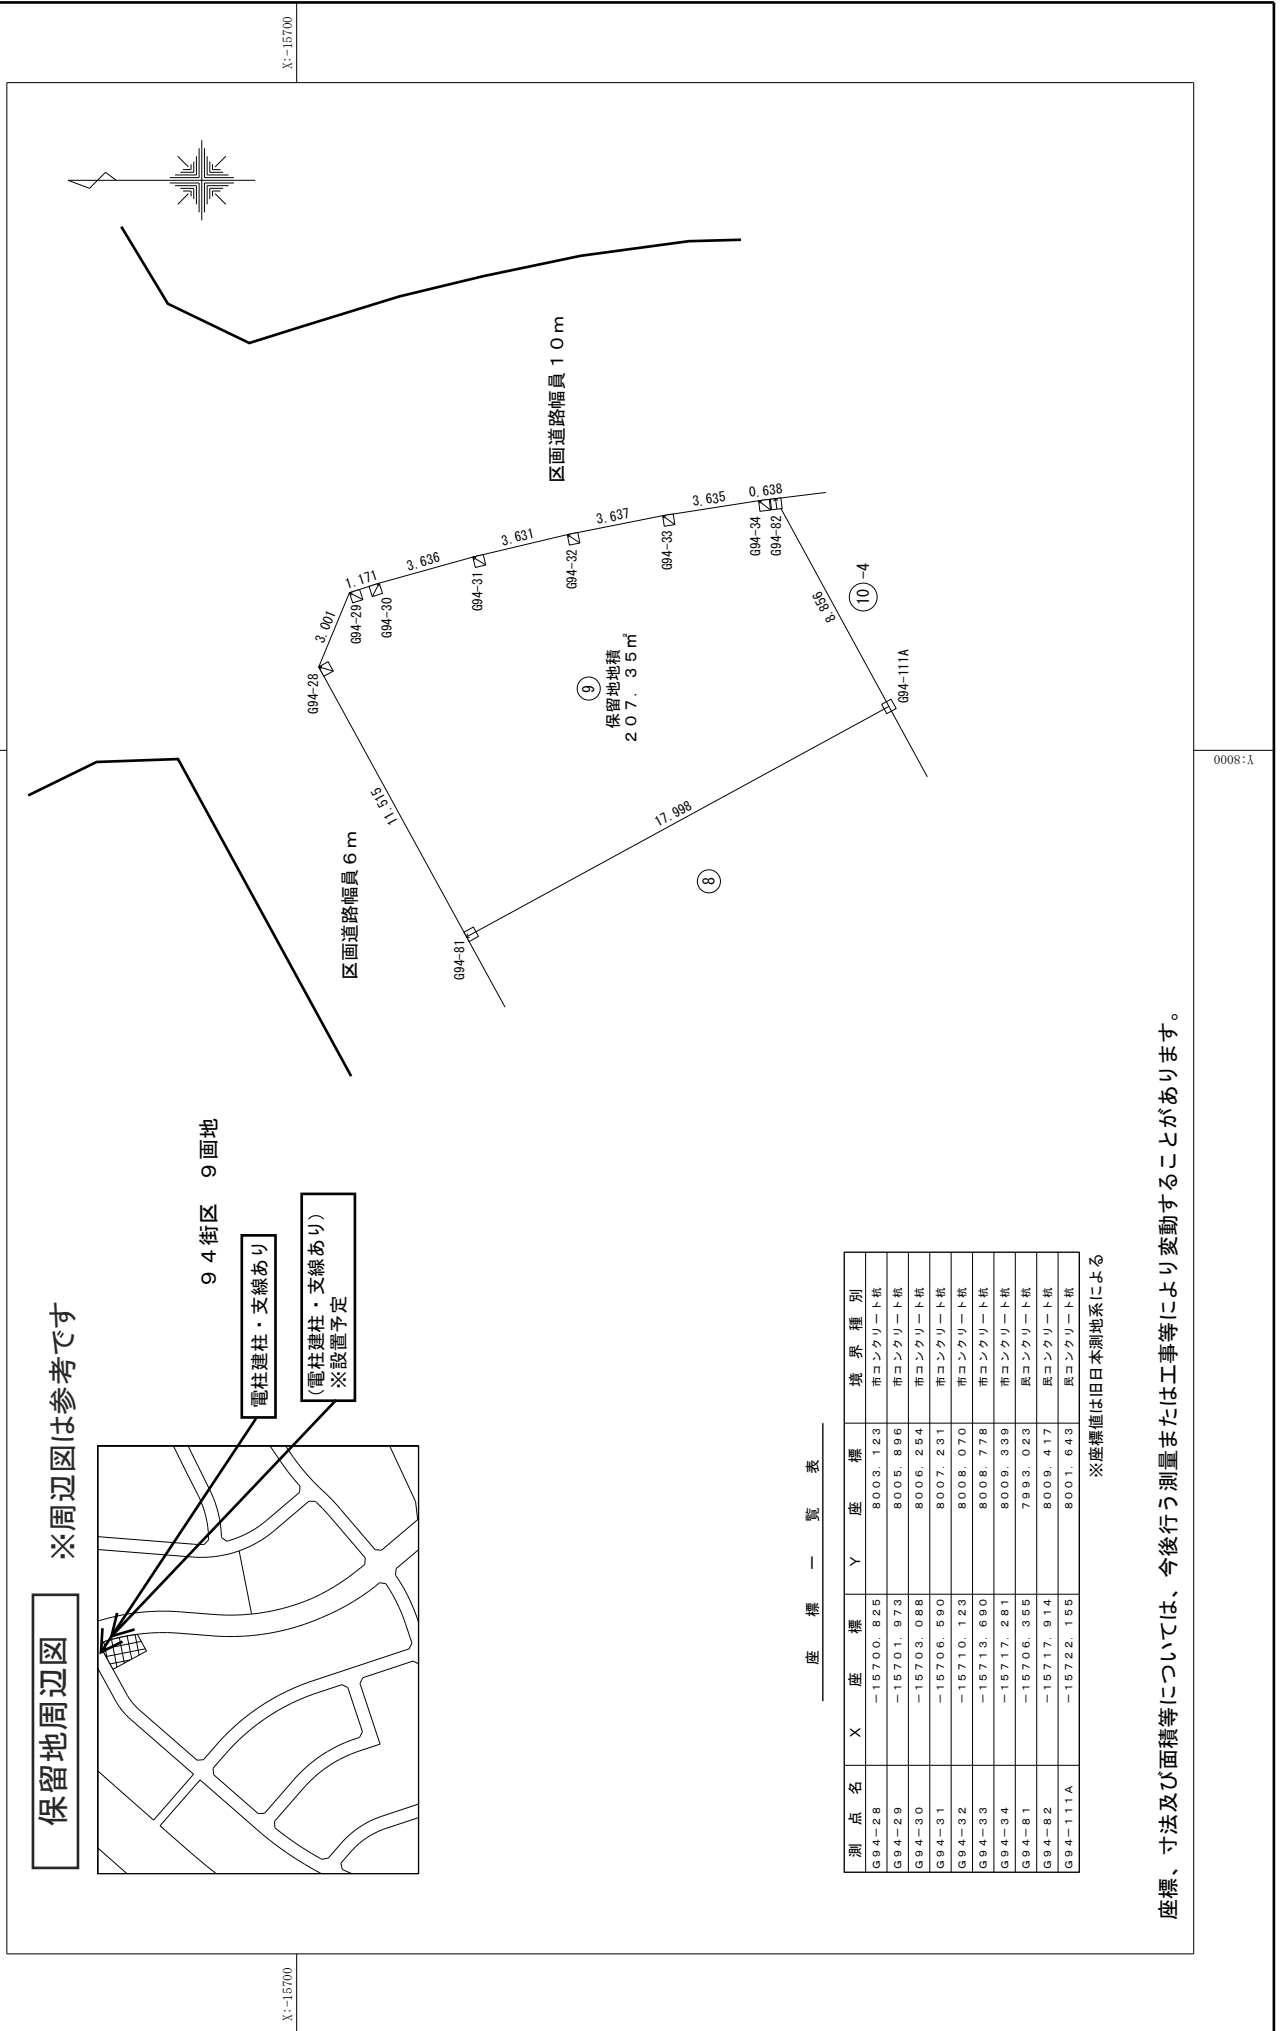 保留地周辺図
※周辺図は参考です
94街区 9画地
電柱建柱・支線あり
(電柱建柱・支線あり)
※設置予定
X:-15700
X:-15700
Y:8000
区画道路幅員6m
区画道路幅員10m
G94-28
3.001
G94-29
1.171
G94-30
3.636
G94-31
3.631
G94-32
3.637
G94-33
3.635
G94-34
0.638
G94-82
8.856
G94-111A
17.998
G94-81
11.515
⑨
保留地地積
207.35㎡
⑧
⑩-4
座標一覧表
測点名 X座標 Y座標 境界種別
G94-28 -15700.825 8003.123 市コンクリート杭
G94-29 -15701.973 8005.896 市コンクリート杭
G94-30 -15703.088 8006.254 市コンクリート杭
G94-31 -15706.590 8007.231 市コンクリート杭
G94-32 -15710.123 8008.070 市コンクリート杭
G94-33 -15713.690 8008.778 市コンクリート杭
G94-34 -15717.281 8009.339 市コンクリート杭
G94-81 -15706.355 7993.023 民コンクリート杭
G94-82 -15717.914 8009.417 民コンクリート杭
G94-111A -15722.155 8001.643 民コンクリート杭
※座標値は旧日本測地系による
座標、寸法及び面積等については、今後行う測量または工事等により変動することがあります。